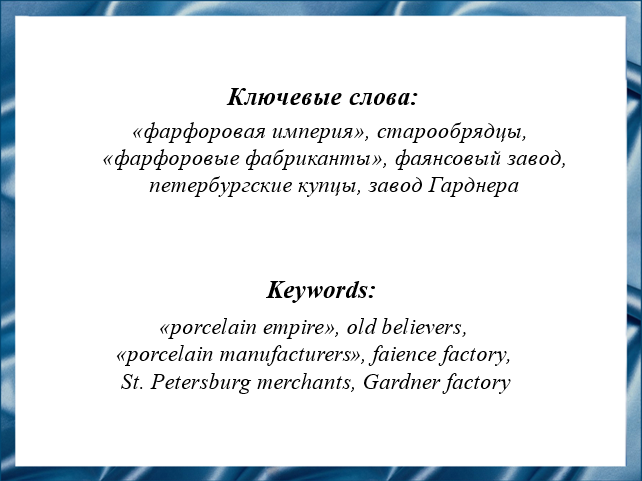 Ключевые слова:
«фарфоровая империя», старообрядцы,
«фарфоровые фабриканты», фаянсовый завод,
петербургские купцы, завод Гарднера
Keywords:
«porcelain empire», old believers,
«porcelain manufacturers», faience factory,
St. Petersburg merchants, Gardner factory